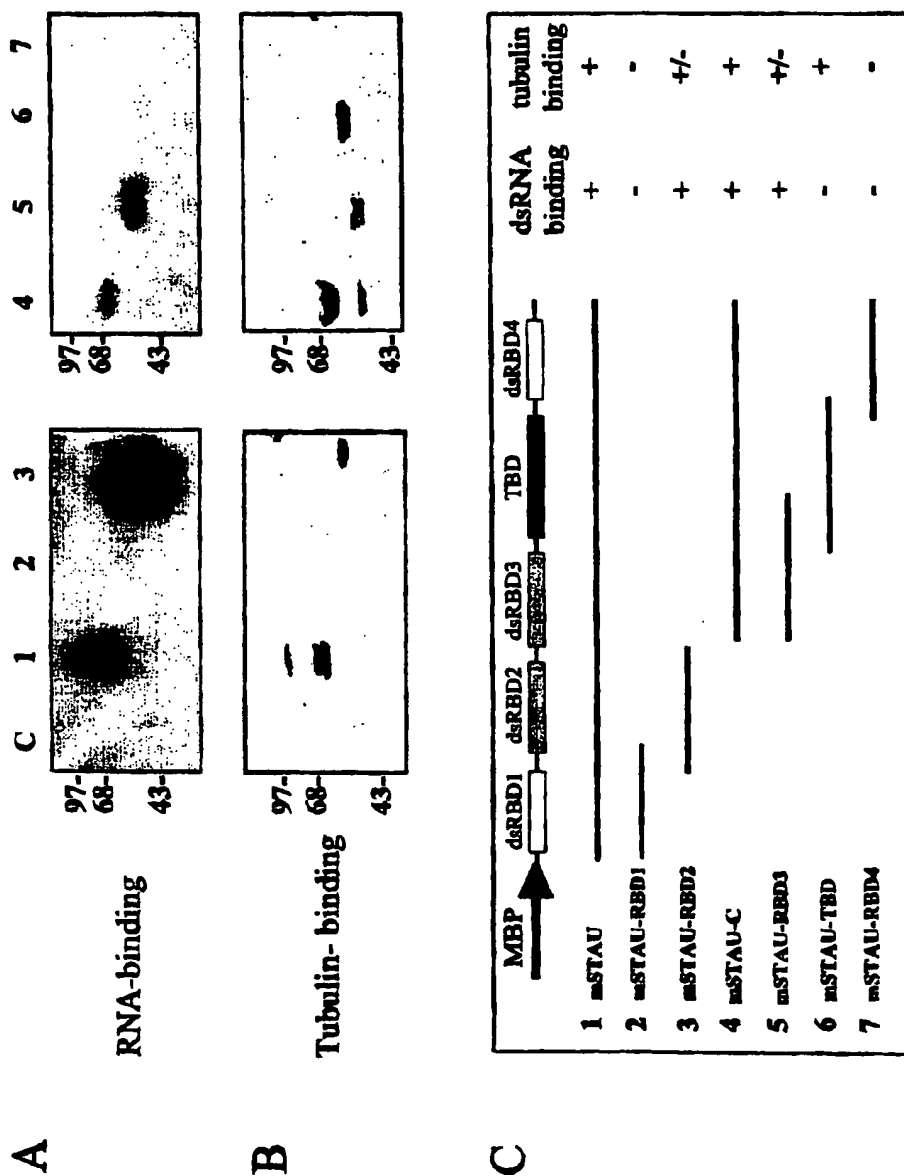 A
C 1 2 3 4 5 6 7
RNA-binding
97-
68-
43-
97-
68-
43-
B
Tubulin- binding
97-
68-
43-
97-
68-
43-
C
MBP dsRBD1 dsRBD2 dsRBD3 TBD dsRBD4 dsRNA binding tubulin binding
1 mSTAU + +
2 mSTAU-RBD1 - -
3 mSTAU-RBD2 + +/-
4 mSTAU-C + +
5 mSTAU-RBD3 + +/-
6 mSTAU-TBD - +
7 mSTAU-RBD4 - -